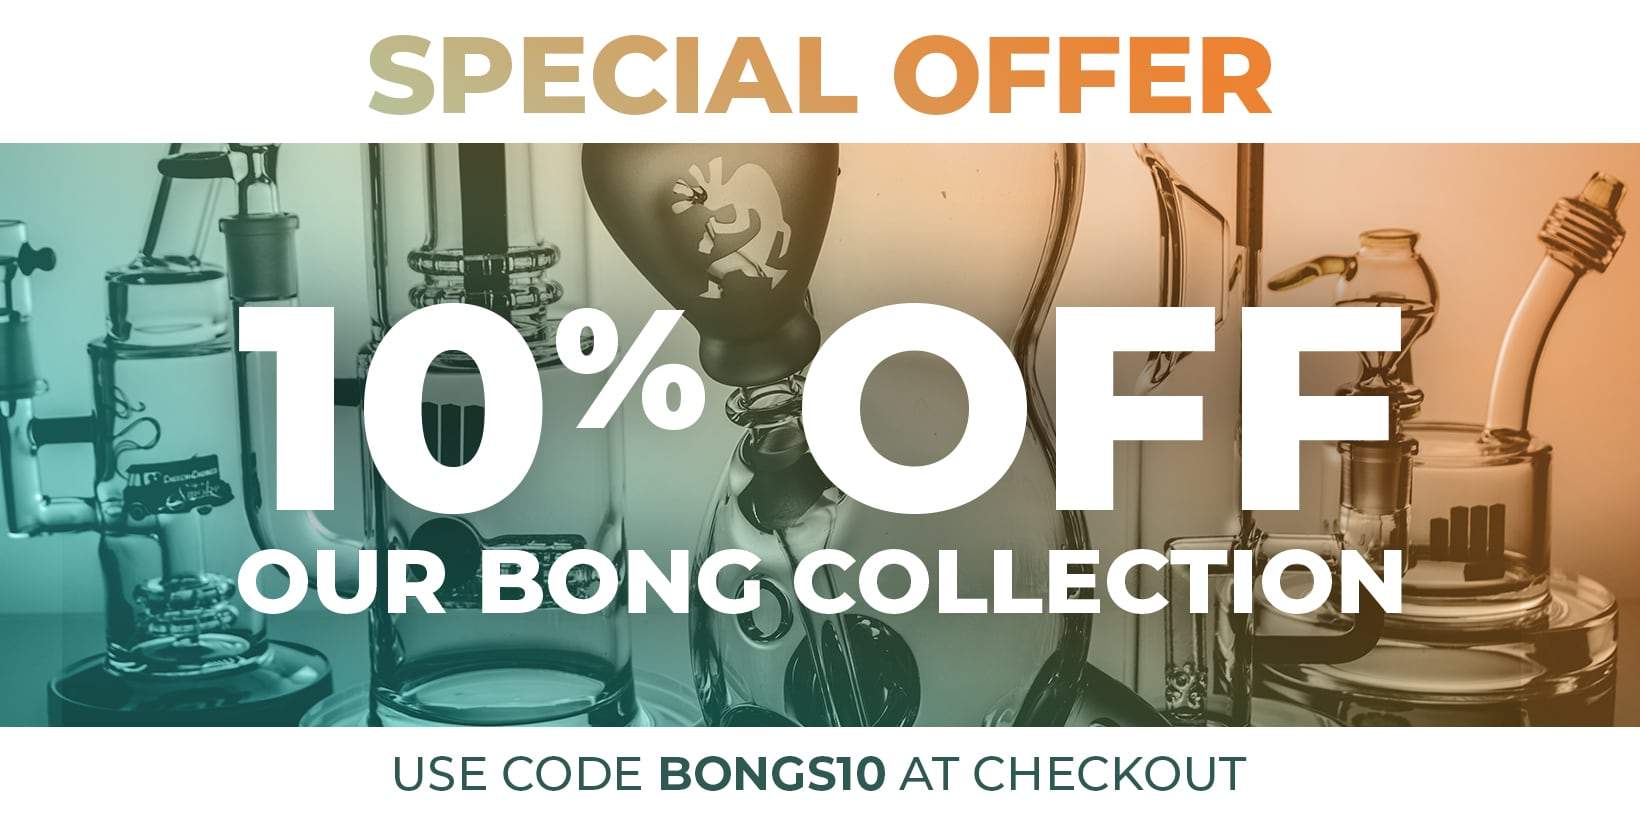 SPECIAL OFFER
10% OFF
OUR BONG COLLECTION
USE CODE BONGS10 AT CHECKOUT